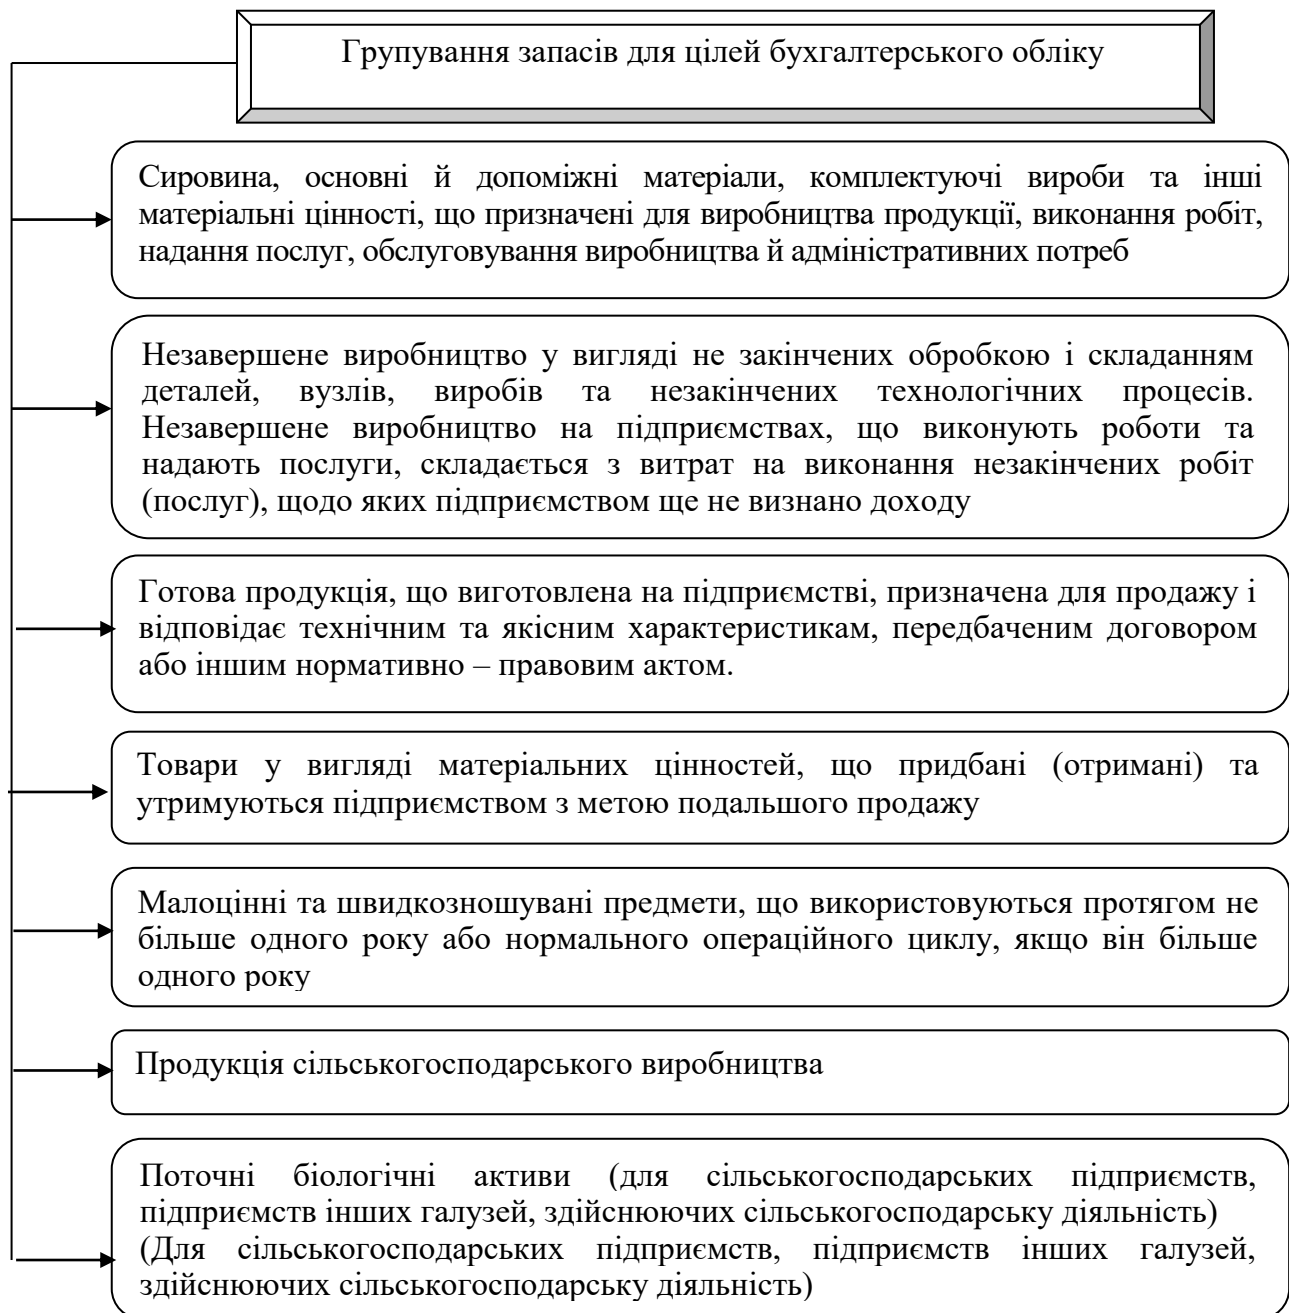 Групування запасів для цілей бухгалтерського обліку
Сировина, основні й допоміжні матеріали, комплектуючі вироби та інші
матеріальні цінності, що призначені для виробництва продукції, виконання робіт,
надання послуг, обслуговування виробництва й адміністративних потреб
Незавершене виробництво у вигляді не закінчених обробкою і складанням
деталей, вузлів, виробів та незакінчених технологічних процесів.
Незавершене виробництво на підприємствах, що виконують роботи та
надають послуги, складається з витрат на виконання незакінчених робіт
(послуг), щодо яких підприємством ще не визнано доходу
Готова продукція, що виготовлена на підприємстві, призначена для продажу і
відповідає технічним та якісним характеристикам, передбаченим договором
або іншим нормативно – правовим актом.
Товари у вигляді матеріальних цінностей, що придбані (отримані) та
утримуються підприємством з метою подальшого продажу
Малоцінні та швидкозношувані предмети, що використовуються протягом не
більше одного року або нормального операційного циклу, якщо він більше
одного року
Продукція сільськогосподарського виробництва
Поточні біологічні активи (для сільськогосподарських підприємств,
підприємств інших галузей, здійснюючих сільськогосподарську діяльність)
(Для сільськогосподарських підприємств, підприємств інших галузей,
здійснюючих сільськогосподарську діяльність)